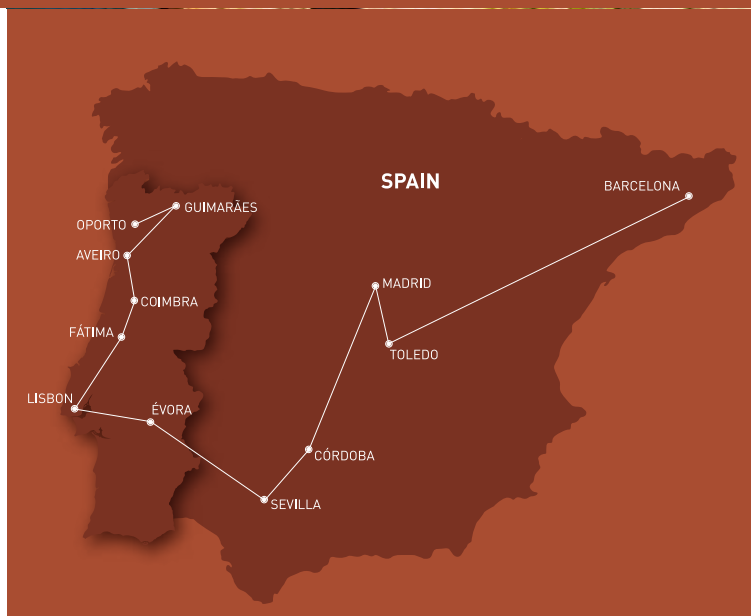 SPAIN
BARCELONA
GUIMARÃES
OPORTO
AVEIRO
MADRID
COIMBRA
FÁTIMA
TOLEDO
LISBON
ÉVORA
CÓRDOBA
SEVILLA